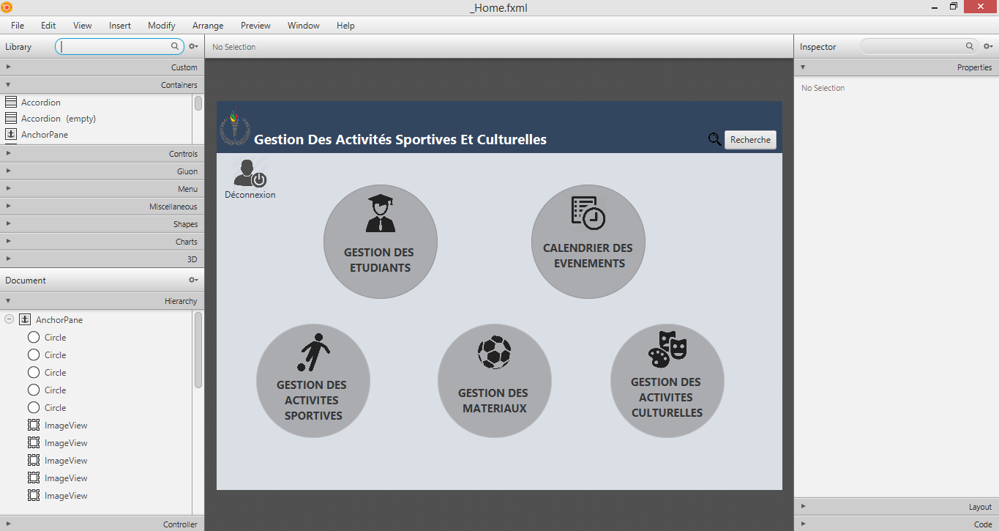 _Home.fxml
File Edit View Insert Modify Arrange Preview Window Help
Library
No Selection
Inspector
Custom
Containers
Accordion
Accordion (empty)
AnchorPane
Controls
Gluon
Menu
Miscellaneous
Shapes
Charts
3D
Document
Hierarchy
AnchorPane
Circle
Circle
Circle
Circle
Circle
ImageView
ImageView
ImageView
ImageView
ImageView
Controller
Gestion Des Activités Sportives Et Culturelles
Recherche
Déconnexion
GESTION DES
ETUDIANTS
CALENDRIER DES
EVENEMENTS
GESTION DES
ACTIVITES
SPORTIVES
GESTION DES
MATERIAUX
GESTION DES
ACTIVITES
CULTURELLES
Properties
No Selection
Layout
Code